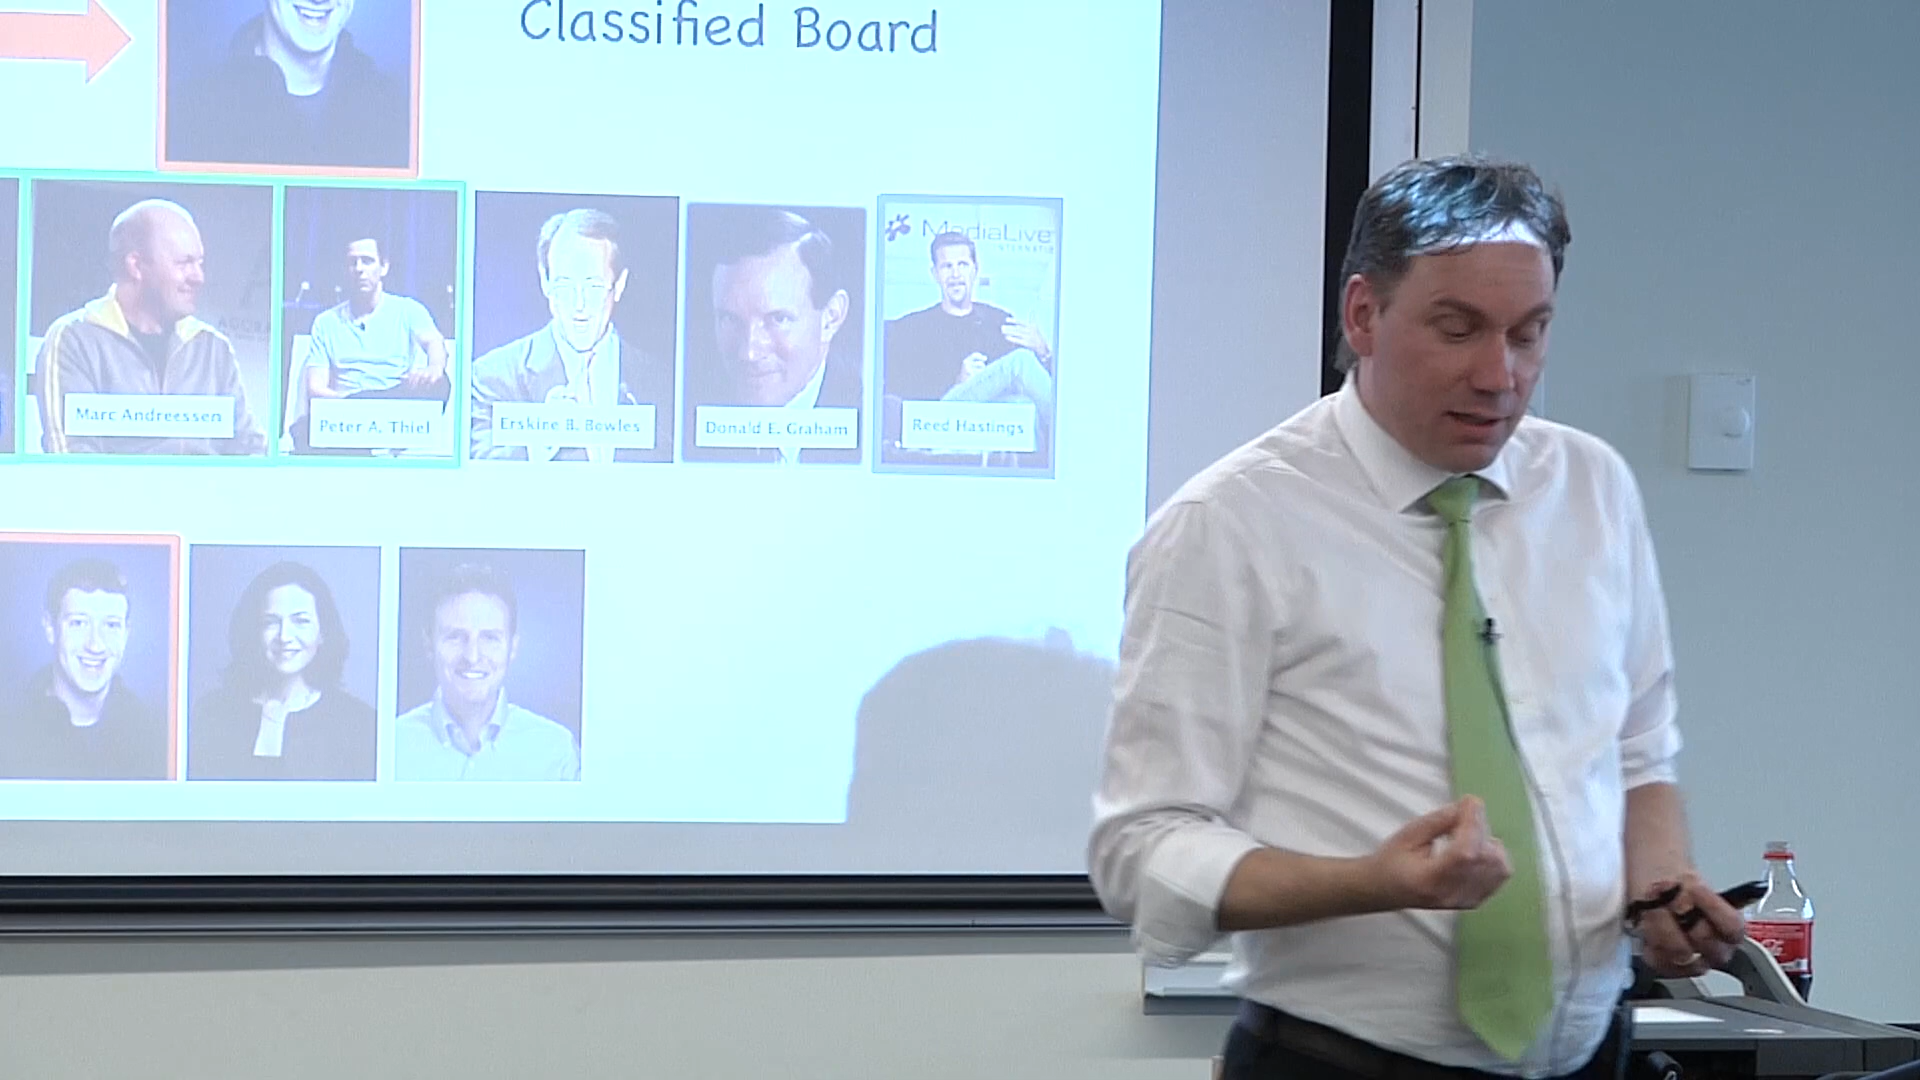 Classified Board
MediaLive
Marc Andreessen
Peter A. Thiel
Erskine B. Bowles
Donald E. Graham
Reed Hastings